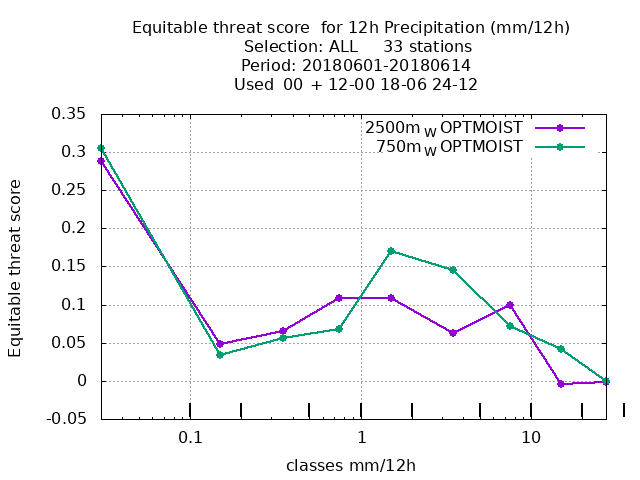 Equitable threat score  for 12h Precipitation (mm/12h)
Selection: ALL     33 stations
Period: 20180601-20180614
Used  00  + 12-00 18-06 24-12
2500m W OPTMOIST
750m W OPTMOIST
Equitable threat score
0.35
0.3
0.25
0.2
0.15
0.1
0.05
0
-0.05
0.1 1 10
classes mm/12h